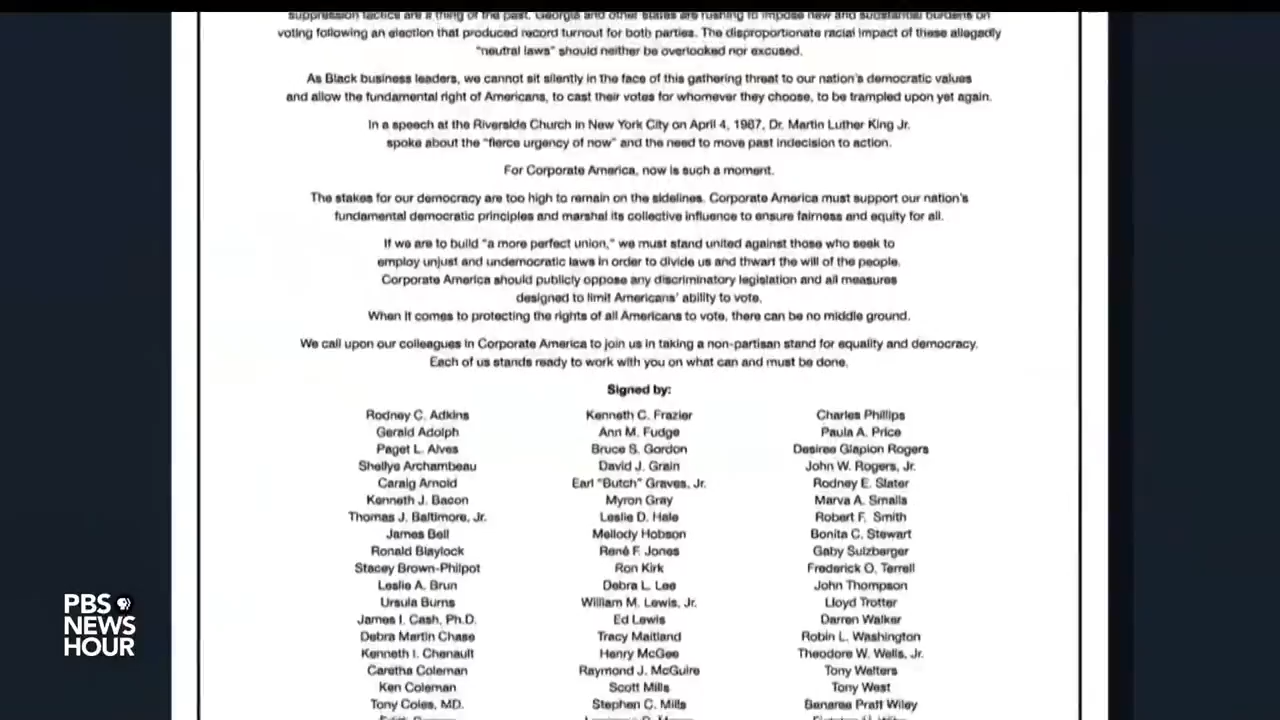 suppression tactics are a thing of the past, Georgia and other states are rushing to impose new and substantial burdens on
voting following an election that produced record turnout for both parties. The disproportionate racial impact of these allegedly
“neutral laws” should neither be overlooked nor excused.
As Black business leaders, we cannot sit silently in the face of this gathering threat to our nation’s democratic values
and allow the fundamental right of Americans, to cast their votes for whomever they choose, to be trampled upon yet again.
In a speech at the Riverside Church in New York City on April 4, 1967, Dr. Martin Luther King Jr.
spoke about the “fierce urgency of now” and the need to move past indecision to action.
For Corporate America, now is such a moment.
The stakes for our democracy are too high to remain on the sidelines. Corporate America must support our nation’s
fundamental democratic principles and marshal its collective influence to ensure fairness and equity for all.
If we are to build “a more perfect union,” we must stand united against those who seek to
employ unjust and undemocratic laws in order to divide us and thwart the will of the people.
Corporate America should publicly oppose any discriminatory legislation and all measures
designed to limit Americans’ ability to vote.
When it comes to protecting the rights of all Americans to vote, there can be no middle ground.
We call upon our colleagues in Corporate America to join us in taking a non-partisan stand for equality and democracy.
Each of us stands ready to work with you on what can and must be done.
Signed by:
Rodney C. Adkins
Gerald Adolph
Paget L. Alves
Shellye Archambeau
Caraig Arnold
Kenneth J. Bacon
Thomas J. Baltimore, Jr.
James Bell
Ronald Blaylock
Stacey Brown-Philpot
Leslie A. Brun
Ursula Burns
James I. Cash, Ph.D.
Debra Martin Chase
Kenneth I. Chenault
Caretha Coleman
Ken Coleman
Tony Coles, MD.
Kenneth C. Frazier
Ann M. Fudge
Bruce S. Gordon
David J. Grain
Earl “Butch” Graves, Jr.
Myron Gray
Leslie D. Hale
Mellody Hobson
René F. Jones
Ron Kirk
Debra L. Lee
William M. Lewis, Jr.
Ed Lewis
Tracy Maitland
Henry McGee
Raymond J. McGuire
Scott Mills
Stephen C. Mills
Charles Phillips
Paula A. Price
Desiree Glapion Rogers
John W. Rogers, Jr.
Rodney E. Slater
Marva A. Smalls
Robert F. Smith
Bonita C. Stewart
Gaby Sulzberger
Frederick O. Terrell
John Thompson
Lloyd Trotter
Darren Walker
Robin L. Washington
Theodore W. Wells, Jr.
Tony Welters
Tony West
Benaree Pratt Wiley
PBS
NEWS
HOUR